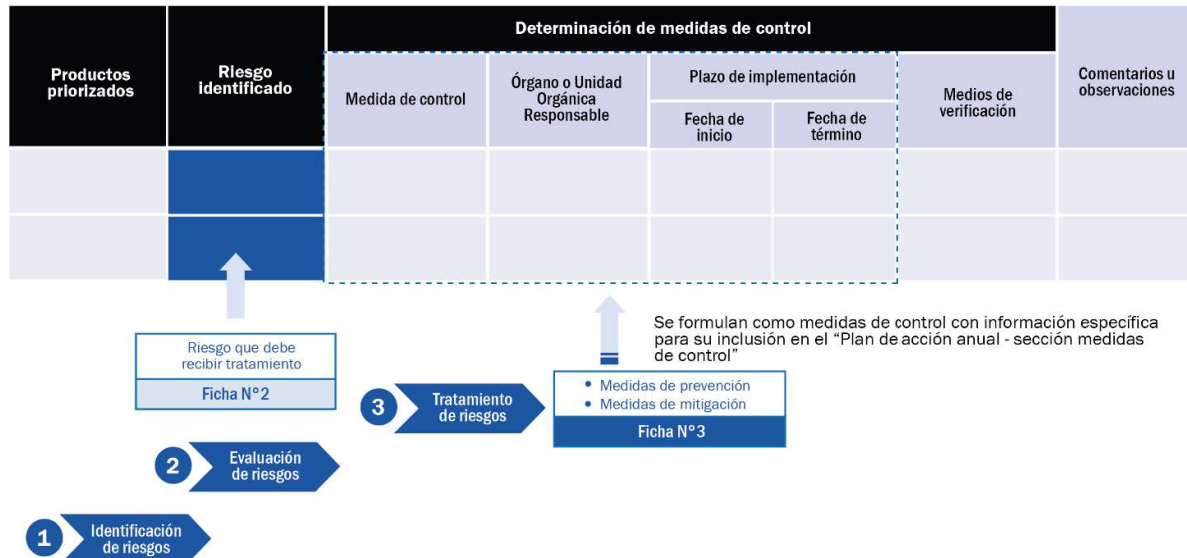 Productos
priorizados
Riesgo
identificado
Determinación de medidas de control
Medida de control
Órgano o Unidad
Orgánica
Responsable
Plazo de implementación
Fecha de
inicio
Fecha de
término
Medios de
verificación
Comentarios u
observaciones
Riesgo que debe
recibir tratamiento
Ficha N°2
Se formulan como medidas de control con información específica
para su inclusión en el “Plan de acción anual - sección medidas
de control”
3
Tratamiento
de riesgos
• Medidas de prevención
• Medidas de mitigación
Ficha N°3
2
Evaluación
de riesgos
1
Identificación
de riesgos